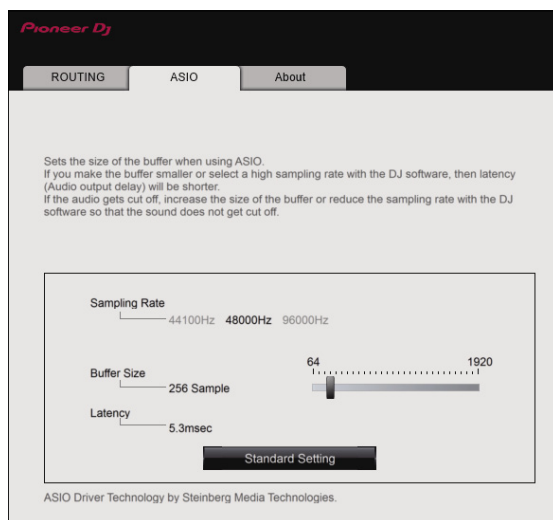 Pioneer Dj
ROUTING ASIO About
Sets the size of the buffer when using ASIO.
If you make the buffer smaller or select a high sampling rate with the DJ software, then latency
(Audio output delay) will be shorter.
If the audio gets cut off, increase the size of the buffer or reduce the sampling rate with the DJ
software so that the sound does not get cut off.
Sampling Rate
44100Hz 48000Hz 96000Hz
64 1920
Buffer Size
256 Sample
Latency
5.3msec
Standard Setting
ASIO Driver Technology by Steinberg Media Technologies.